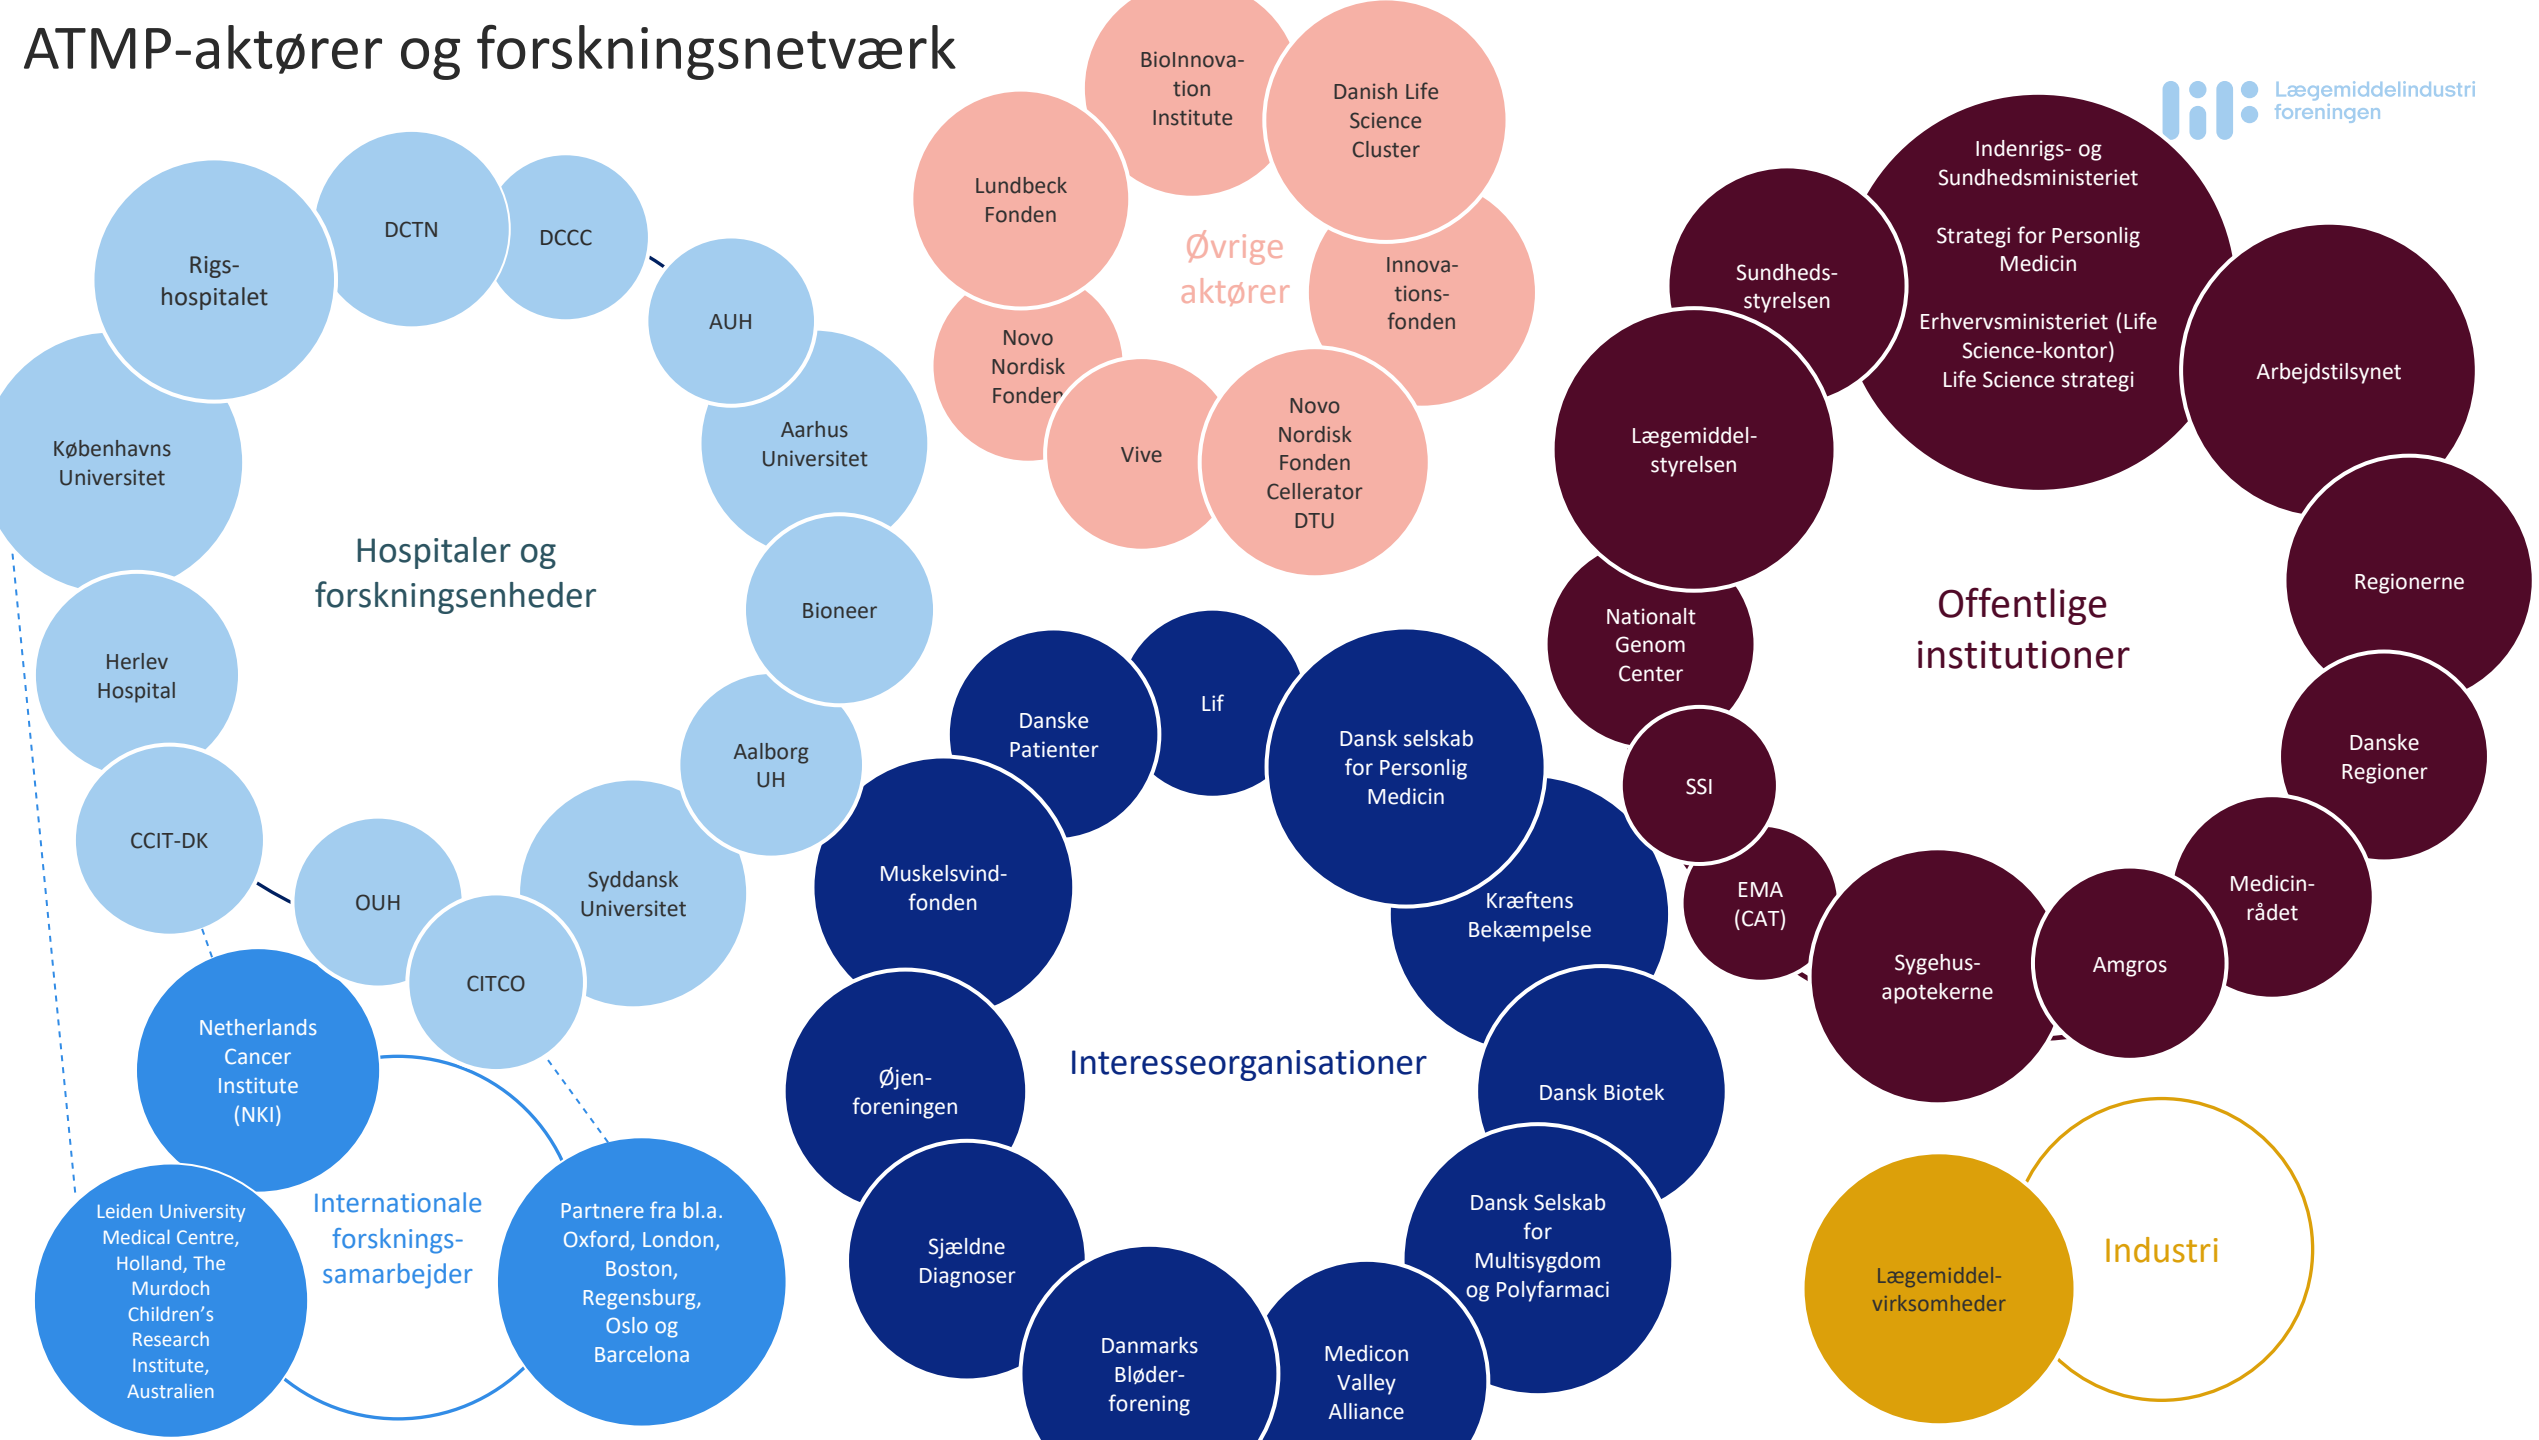 ATMP-aktører og forskningsnetværk
Lægemiddelindustri
foreningen
Rigs-
hospitalet
DCTN
DCCC
AUH
Aarhus
Universitet
Bioneer
Aalborg
UH
Syddansk
Universitet
CITCO
OUH
CCIT-DK
Herlev
Hospital
Københavns
Universitet
Hospitaler og
forskningsenheder
BioInnova-
tion
Institute
Danish Life
Science
Cluster
Innova-
tions-
fonden
Novo
Nordisk
Fonden
Cellerator
DTU
Vive
Novo
Nordisk
Fonden
Lundbeck
Fonden
Øvrige
aktører
Indenrigs- og
Sundhedsministeriet
Strategi for Personlig
Medicin
Erhvervsministeriet (Life
Science-kontor)
Life Science strategi
Arbejdstilsynet
Regionerne
Danske
Regioner
Medicin-
rådet
Amgros
Sygehus-
apotekerne
EMA
(CAT)
SSI
Nationalt
Genom
Center
Lægemiddel-
styrelsen
Sundheds-
styrelsen
Offentlige
institutioner
Lif
Dansk selskab
for Personlig
Medicin
Kræftens
Bekæmpelse
Dansk Biotek
Dansk Selskab
for
Multisygdom
og Polyfarmaci
Medicon
Valley
Alliance
Danmarks
Bløder-
forening
Sjældne
Diagnoser
Øjen-
foreningen
Muskelsvind-
fonden
Danske
Patienter
Interesseorganisationer
Netherlands
Cancer
Institute
(NKI)
Leiden University
Medical Centre,
Holland, The
Murdoch
Children’s
Research
Institute,
Australien
Internationale
forsknings-
samarbejder
Partnere fra bl.a.
Oxford, London,
Boston,
Regensburg,
Oslo og
Barcelona
Lægemiddel-
virksomheder
Industri